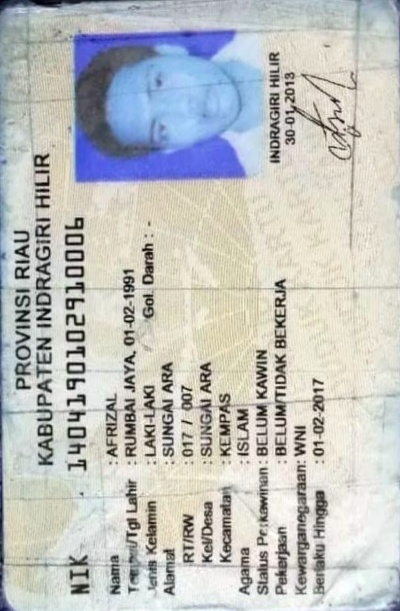 PROVINSI RIAU
KABUPATEN INDRAGIRI HILIR
NIK 1404190102910006
Nama : AFRIZAL
Tempat/Tgl Lahir : RUMBAI JAYA, 01-02-1991
Jenis Kelamin : LAKI-LAKI Gol. Darah : -
Alamat : SUNGAI ARA
RT/RW : 017 / 007
Kel/Desa : SUNGAI ARA
Kecamatan : KEMPAS
Agama : ISLAM
Status Perkawinan : BELUM KAWIN
Pekerjaan : BELUM/TIDAK BEKERJA
Kewarganegaraan: WNI
Berlaku Hingga : 01-02-2017
INDRAGIRI HILIR
30-01-2013